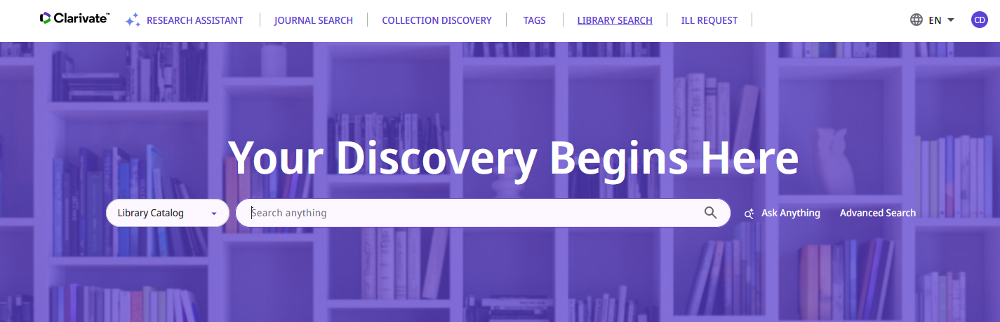 Clarivate™ RESEARCH ASSISTANT JOURNAL SEARCH COLLECTION DISCOVERY TAGS LIBRARY SEARCH ILL REQUEST EN CD
Your Discovery Begins Here
Library Catalog Search anything Ask Anything Advanced Search